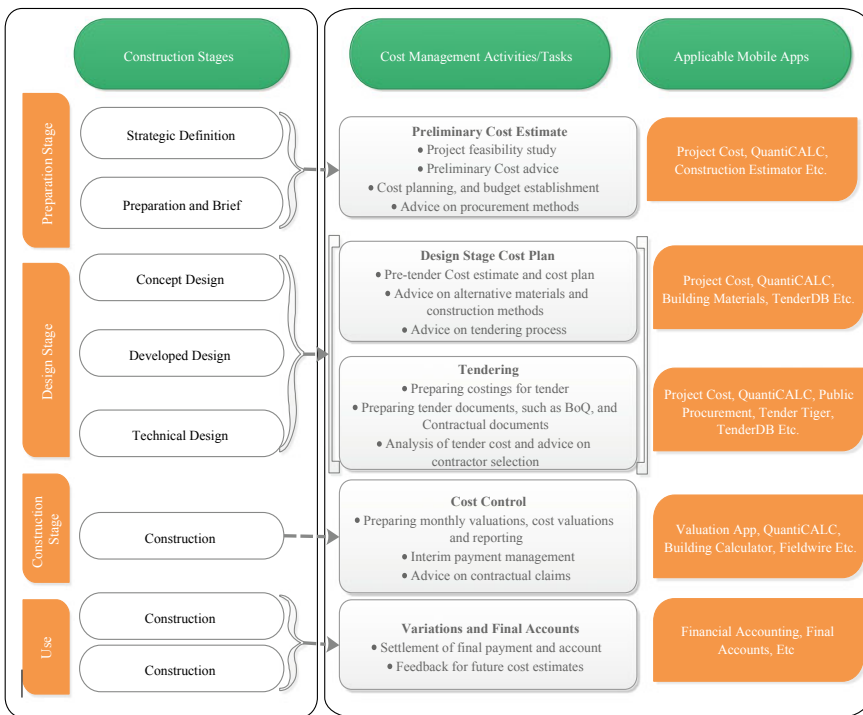 Construction Stages
Cost Management Activities/Tasks
Applicable Mobile Apps
Preparation Stage
Strategic Definition
Preparation and Brief
Preliminary Cost Estimate
• Project feasibility study
• Preliminary Cost advice
• Cost planning, and budget establishment
• Advice on procurement methods
Project Cost, QuantiCALC,
Construction Estimator Etc.
Design Stage
Concept Design
Developed Design
Technical Design
Design Stage Cost Plan
• Pre-tender Cost estimate and cost plan
• Advice on alternative materials and
construction methods
• Advice on tendering process
Project Cost, QuantiCALC,
Building Materials, TenderDB Etc.
Tendering
• Preparing costings for tender
• Preparing tender documents, such as BoQ, and
Contractual documents
• Analysis of tender cost and advice on
contractor selection
Project Cost, QuantiCALC, Public
Procurement, Tender Tiger,
TenderDB Etc.
Construction
Stage
Construction
Cost Control
• Preparing monthly valuations, cost valuations
and reporting
• Interim payment management
• Advice on contractual claims
Valuation App, QuantiCALC,
Building Calculator, Fieldwire Etc.
Use
Construction
Construction
Variations and Final Accounts
• Settlement of final payment and account
• Feedback for future cost estimates
Financial Accounting, Final
Accounts, Etc